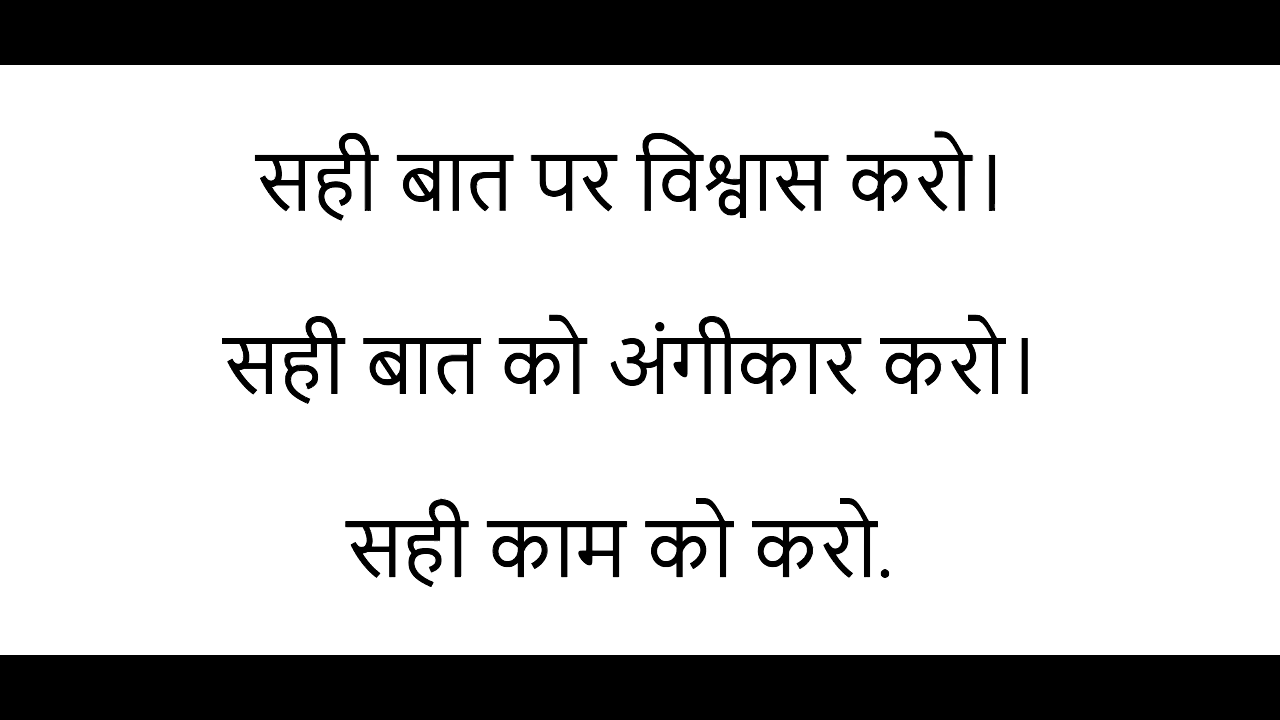 सही बात पर विश्वास करो।
सही बात को अंगीकार करो।
सही काम को करो.